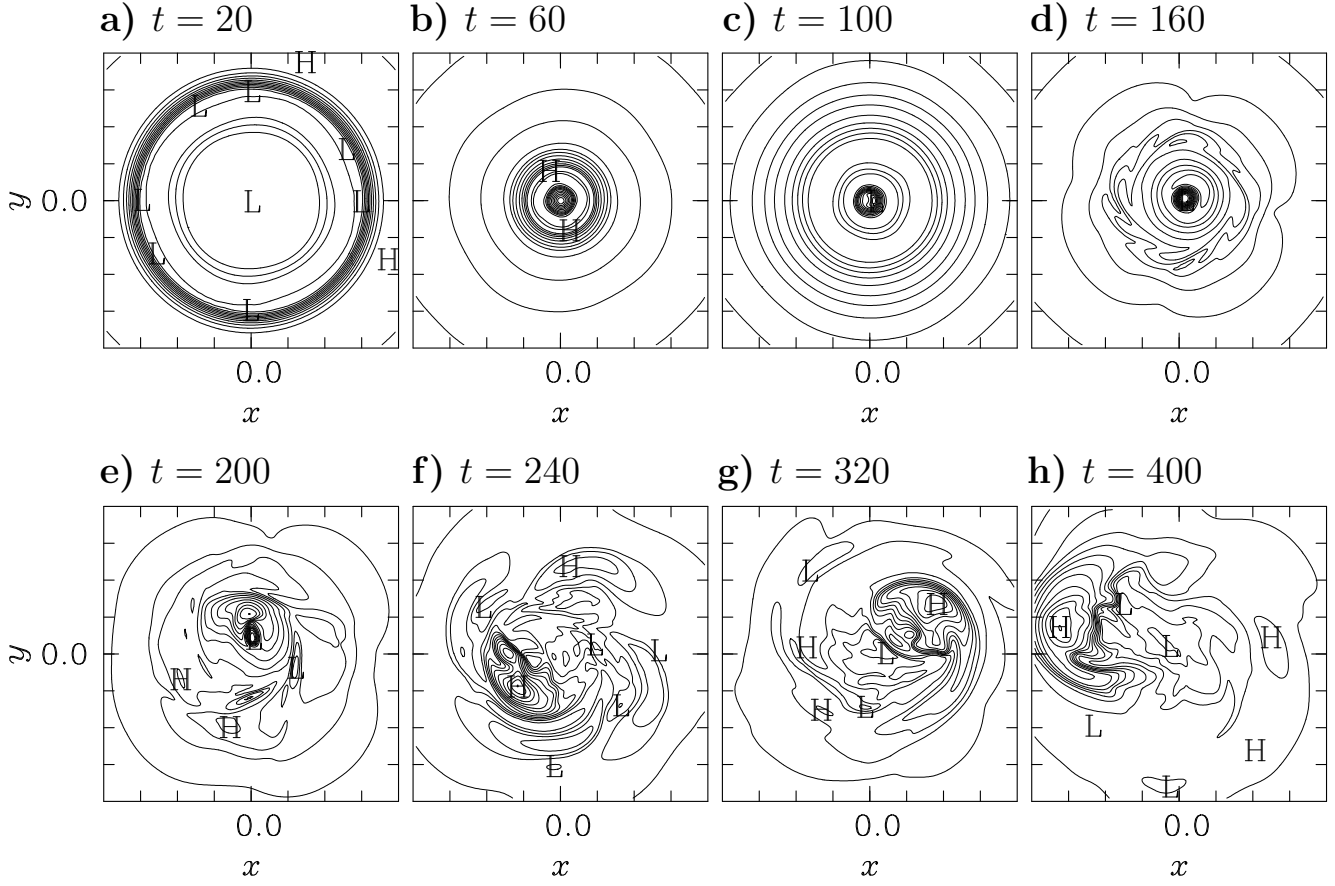 a) t = 20
b) t = 60
c) t = 100
d) t = 160
H
L
L
L
L
L
L
L
H
L
y 0.0
H
H
0.0
0.0
0.0
0.0
x
x
x
x
e) t = 200
f) t = 240
g) t = 320
h) t = 400
H
L
L
H
H
L
L
H
L
L
H
L
H
L
H
L
H
L
L
H
H
L
L
H
L
H
L
y 0.0
0.0
0.0
0.0
0.0
x
x
x
x